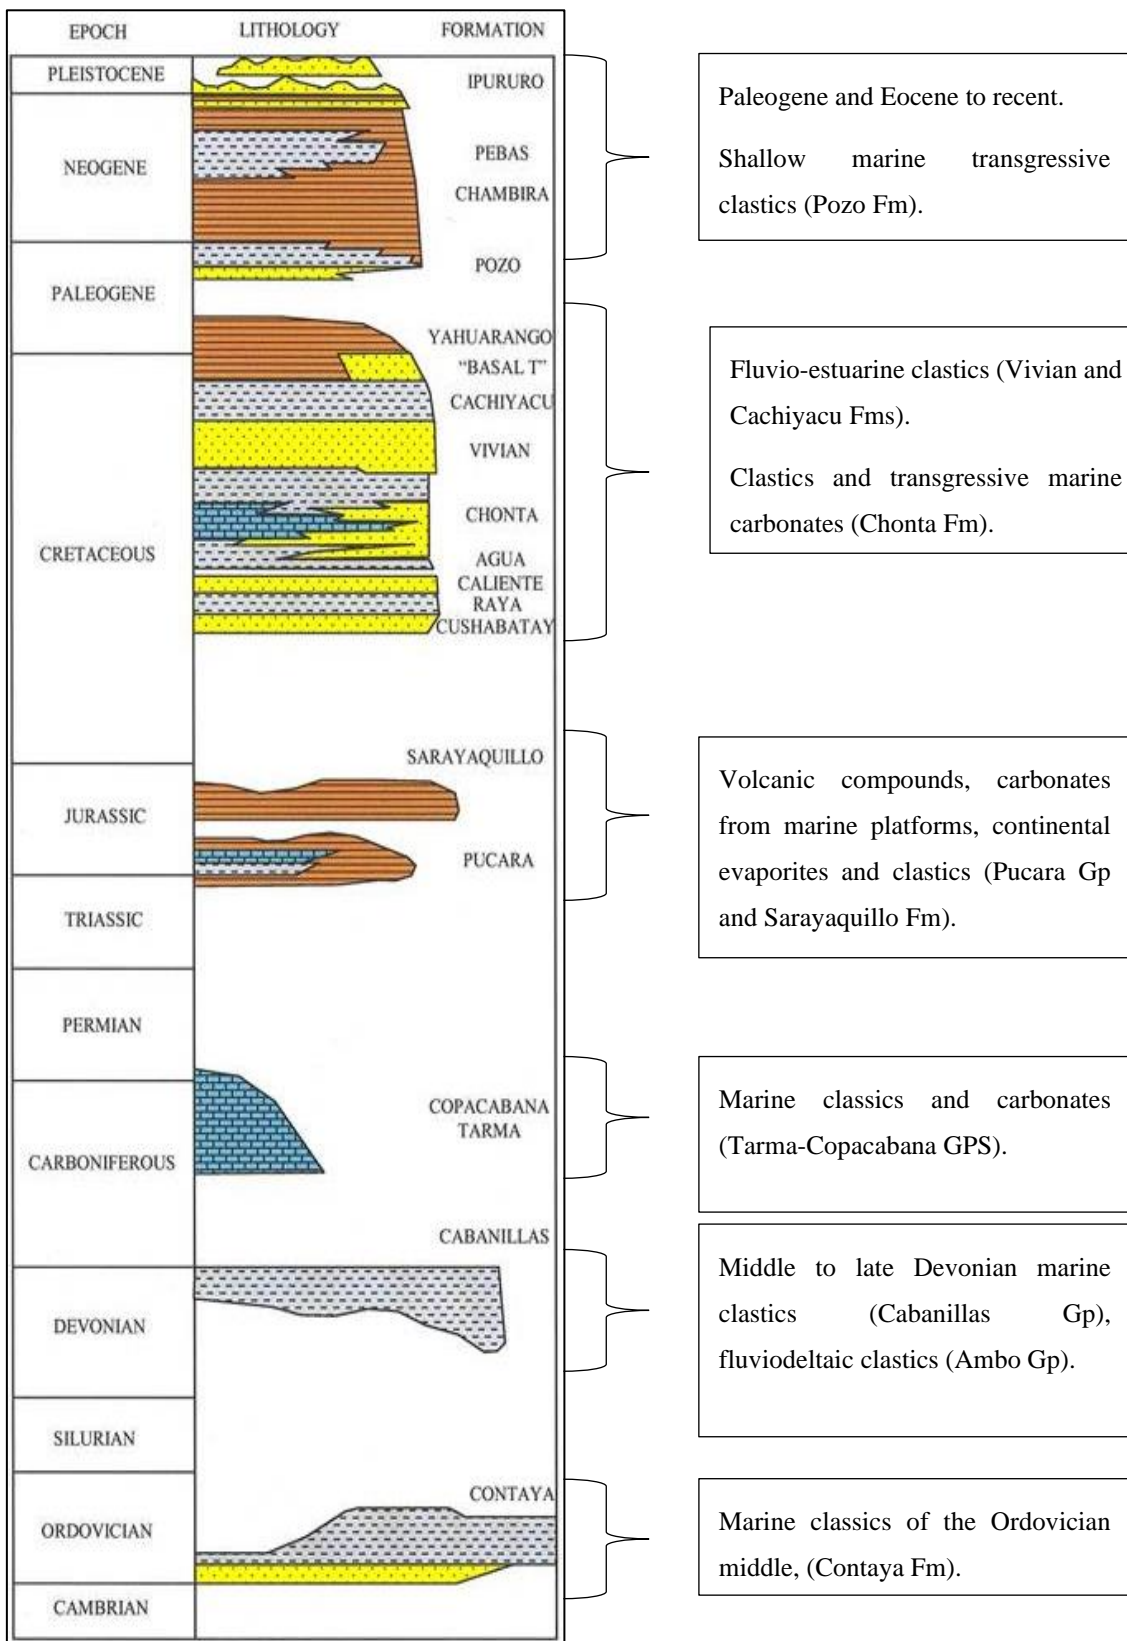 EPOCH LITHOLOGY FORMATION
PLEISTOCENE
IPURURO
NEOGENE
PEBAS
CHAMBIRA
PALEOGENE
POZO
YAHUARANGO
"BASAL T"
CRETACEOUS
CACHIYACU
VIVIAN
CHONTA
AGUA
CALIENTE
RAYA
CUSHABATAY
SARAYAQUILLO
JURASSIC
PUCARA
TRIASSIC
PERMIAN
CARBONIFEROUS
COPACABANA
TARMA
CABANILLAS
DEVONIAN
SILURIAN
CONTAYA
ORDOVICIAN
CAMBRIAN
Paleogene and Eocene to recent.
Shallow marine transgressive
clastics (Pozo Fm).
Fluvio-estuarine clastics (Vivian and
Cachiyacu Fms).
Clastics and transgressive marine
carbonates (Chonta Fm).
Volcanic compounds, carbonates
from marine platforms, continental
evaporites and clastics (Pucara Gp
and Sarayaquillo Fm).
Marine classics and carbonates
(Tarma-Copacabana GPS).
Middle to late Devonian marine
clastics (Cabanillas Gp),
fluviodeltaic clastics (Ambo Gp).
Marine classics of the Ordovician
middle, (Contaya Fm).